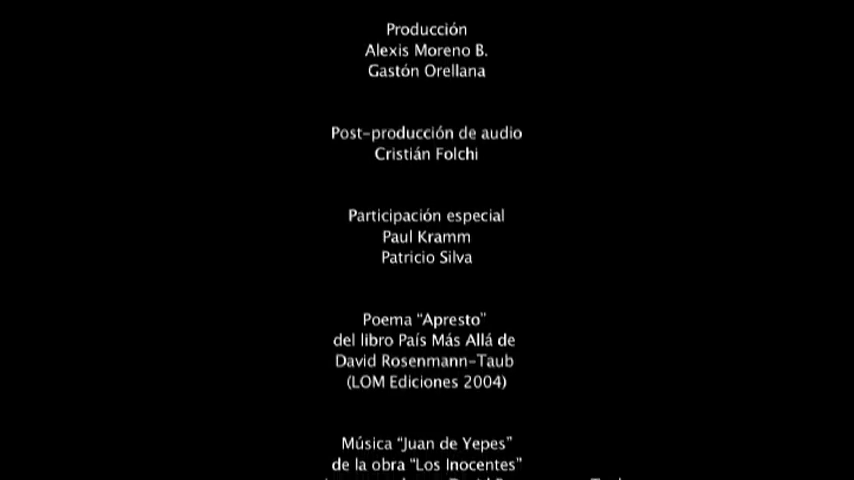 Producción
Alexis Moreno B.
Gastón Orellana
Post-producción de audio
Cristián Folchi
Participación especial
Paul Kramm
Patricio Silva
Poema “Apresto”
del libro País Más Allá de
David Rosenmann-Taub
(LOM Ediciones 2004)
Música “Juan de Yepes”
de la obra “Los Inocentes”